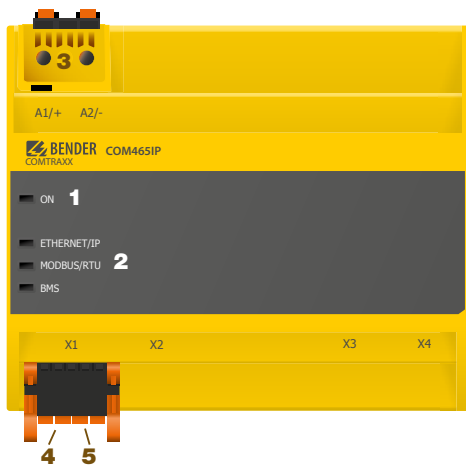 3
A1/+ A2/-
BENDER COM465IP
COMTRAXX
ON 1
ETHERNET/IP
MODBUS/RTU 2
BMS
X1 X2 X3 X4
4 5